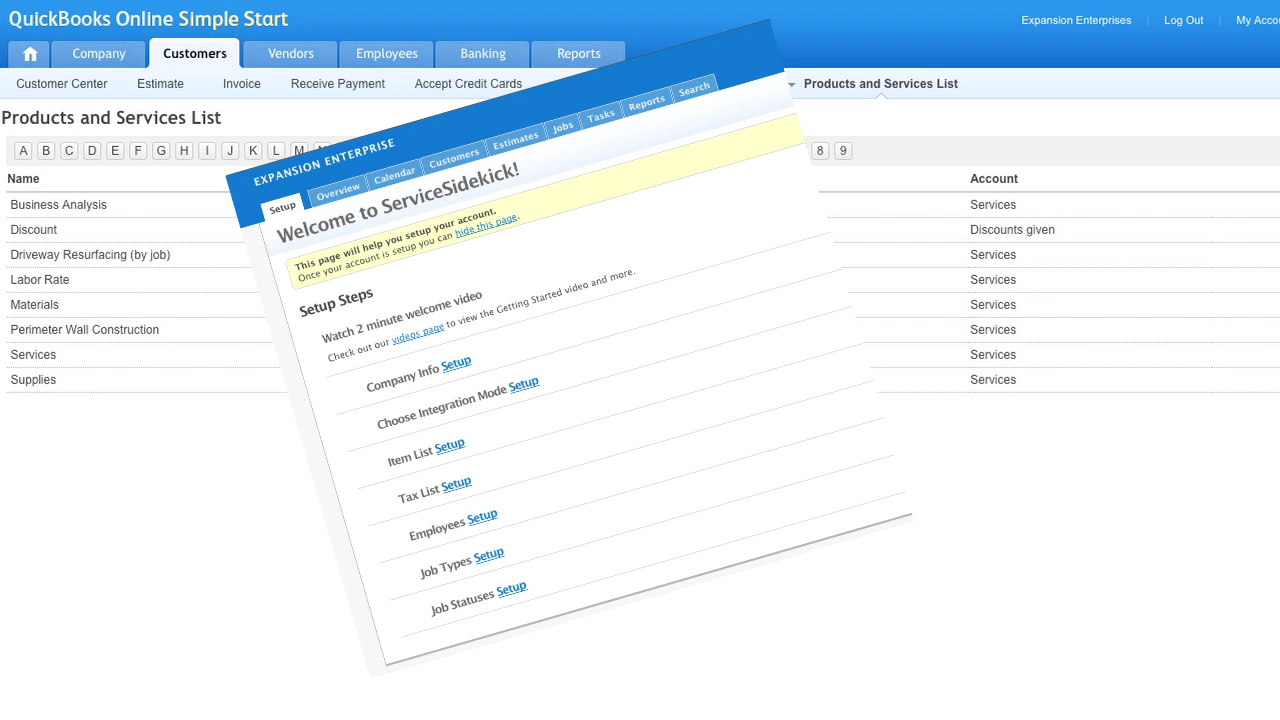 QuickBooks Online Simple Start
Expansion Enterprises | Log Out |
Company Customers Vendors Employees Banking Reports
Customer Center Estimate Invoice Receive Payment Accept Credit Cards Products and Services List
Products and Services List
A B C D E F G H I J K L M 8 9
Name Account
Business Analysis Services
Discount Discounts given
Driveway Resurfacing (by job) Services
Labor Rate Services
Materials Services
Perimeter Wall Construction Services
Services Services
Supplies Services
EXPANSION ENTERPRISE
Setup Overview Calendar Customers Estimates Jobs Tasks Reports Search
Welcome to ServiceSidekick!
This page will help you setup your account.
Once your account is setup you can hide this page.
Setup Steps
Watch 2 minute welcome video
Check out our videos page to view the Getting Started video and more.
Company Info Setup
Choose Integration Mode Setup
Item List Setup
Tax List Setup
Employees Setup
Job Types Setup
Job Statuses Setup